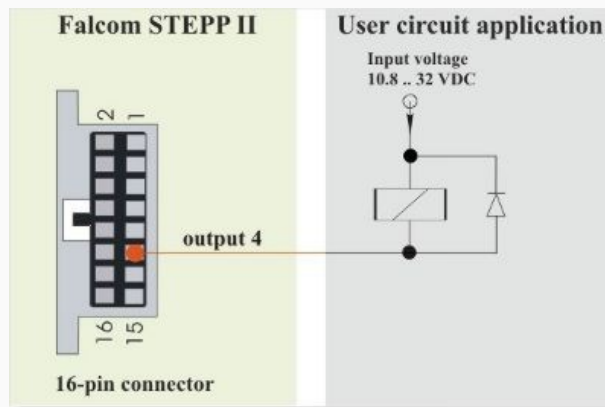 Falcom STEPP II
User circuit application
Input voltage
10.8 .. 32 VDC
2
1
output 4
16
15
16-pin connector